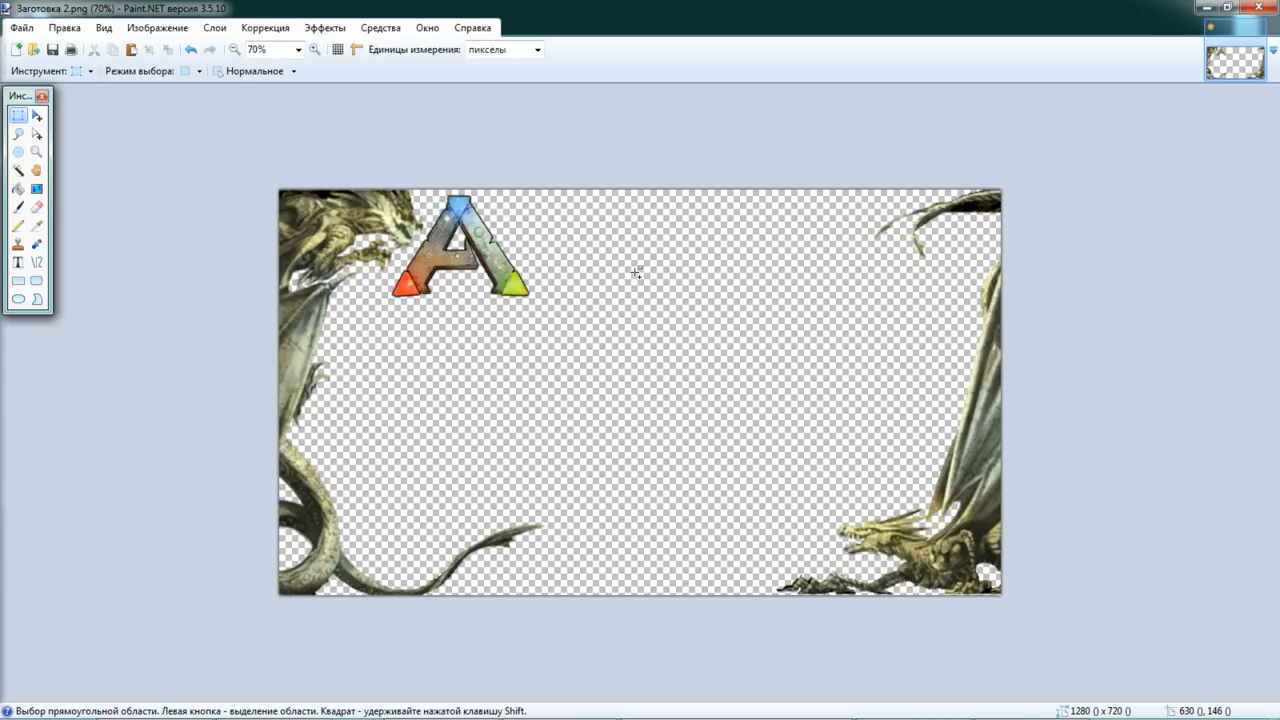 Заготовка 2.png (70%) - Paint.NET версия 3.5.10
Файл Правка Вид Изображение Слои Коррекция Эффекты Средства Окно Справка
70% Единицы измерения: пикселы
Инструмент: Режим выбора: Нормальное
Инс...
A
Выбор прямоугольной области. Левая кнопка - выделение области. Квадрат - удерживайте нажатой клавишу Shift.
1280 () x 720 () 630 (), 146 ()